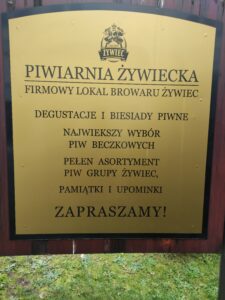 ŻYWIEC
PIWIARNIA ŻYWIECKA
FIRMOWY LOKAL BROWARU ŻYWIEC
DEGUSTACJE I BIESIADY PIWNE
NAJWIEKSZY WYBÓR
PIW BECZKOWYCH
PEŁEN ASORTYMENT
PIW GRUPY ŻYWIEC,
PAMIĄTKI I UPOMINKI
ZAPRASZAMY!